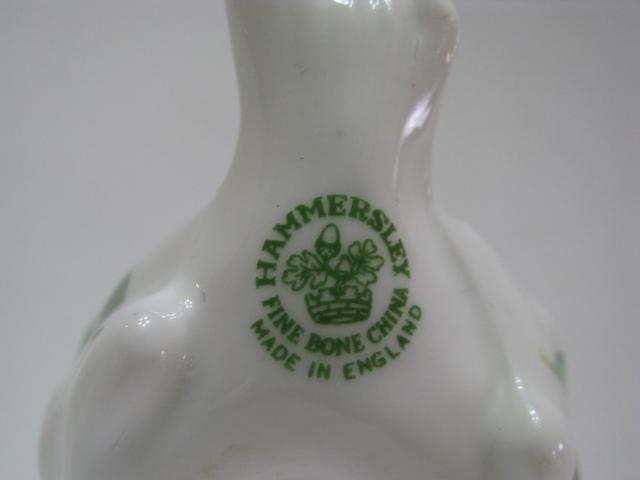 HAMMERSLEY
FINE BONE CHINA
MADE IN ENGLAND